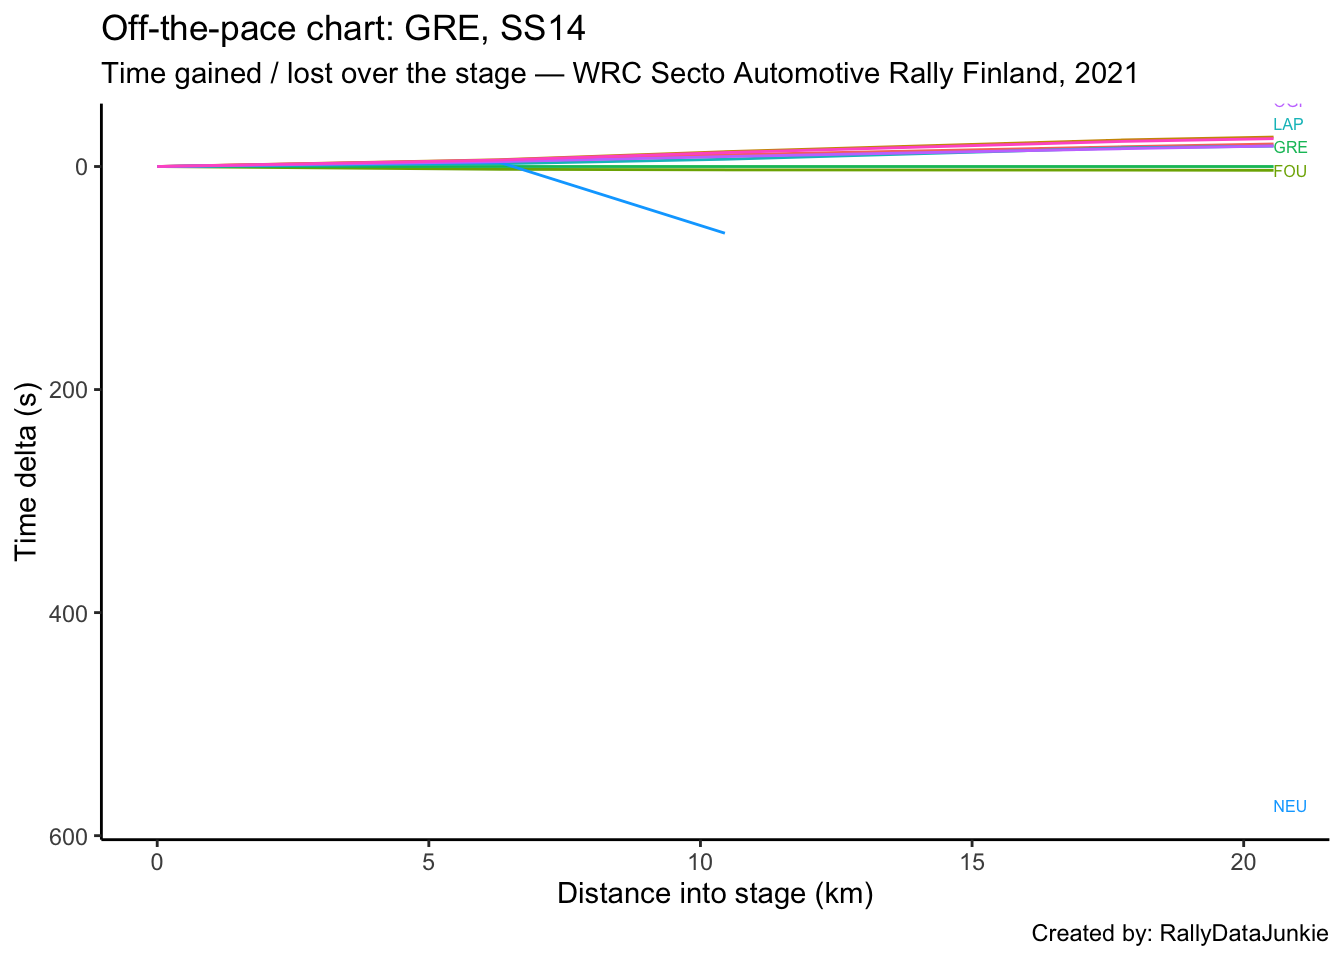 Off-the-pace chart: GRE, SS14
Time gained / lost over the stage — WRC Secto Automotive Rally Finland, 2021
LAP
GRE
FOU
NEU
0
200
400
600
Time delta (s)
0 5 10 15 20
Distance into stage (km)
Created by: RallyDataJunkie